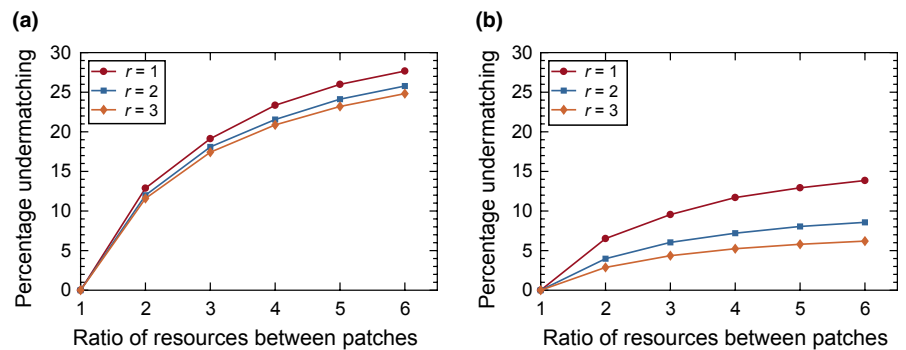 (a)
30
25
20
15
10
5
0
Percentage undermatching
r = 1
r = 2
r = 3
1 2 3 4 5 6
Ratio of resources between patches
(b)
30
25
20
15
10
5
0
Percentage undermatching
r = 1
r = 2
r = 3
1 2 3 4 5 6
Ratio of resources between patches